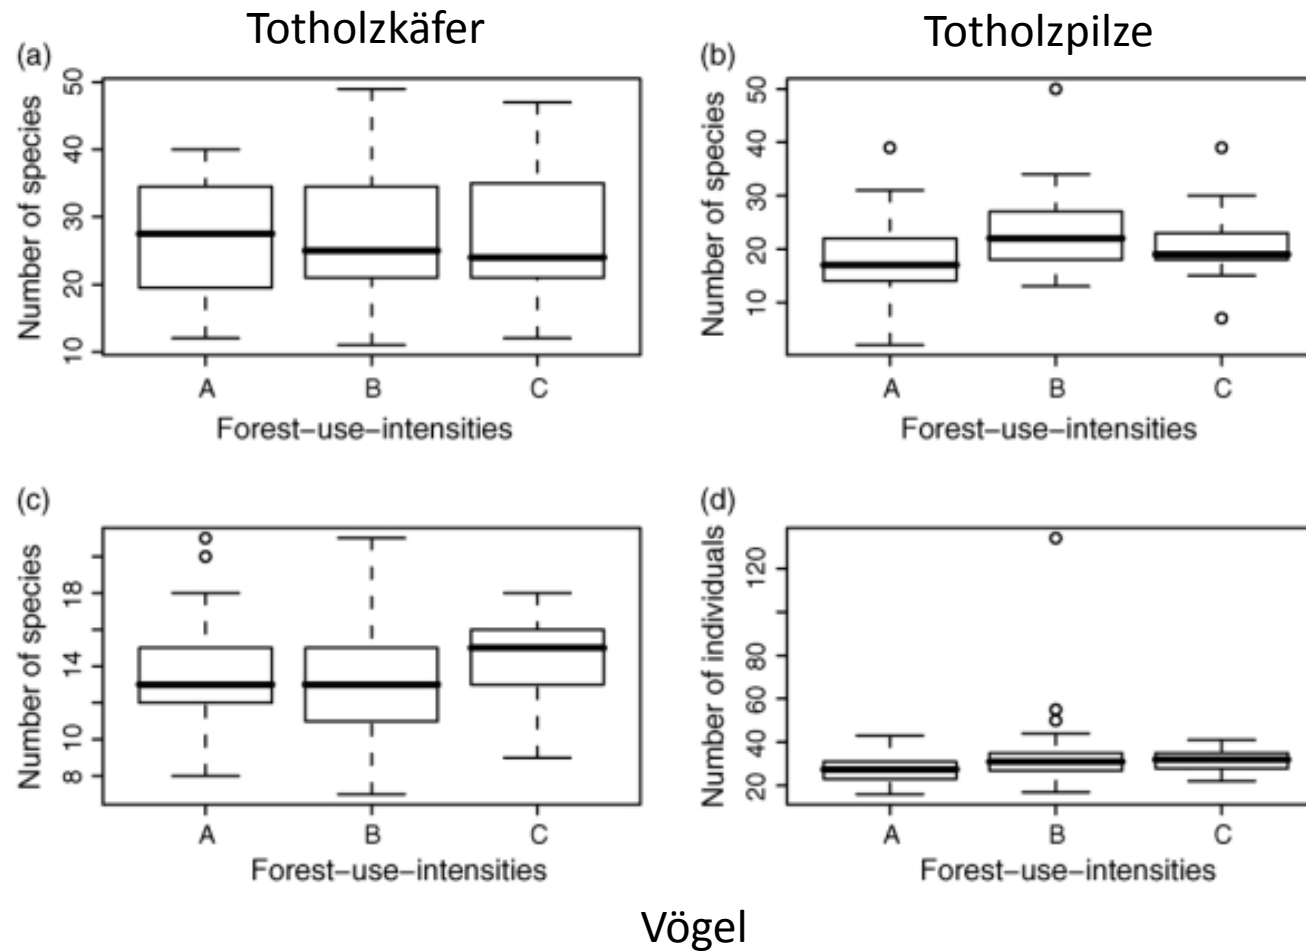 Totholzkäfer
Totholzpilze
(a)
Number of species
50
40
30
20
10
A B C
Forest-use-intensities
(b)
Number of species
50
40
30
20
10
A B C
Forest-use-intensities
(c)
Number of species
18
14
10
8
A B C
Forest-use-intensities
(d)
Number of individuals
120
80
60
40
20
A B C
Forest-use-intensities
Vögel